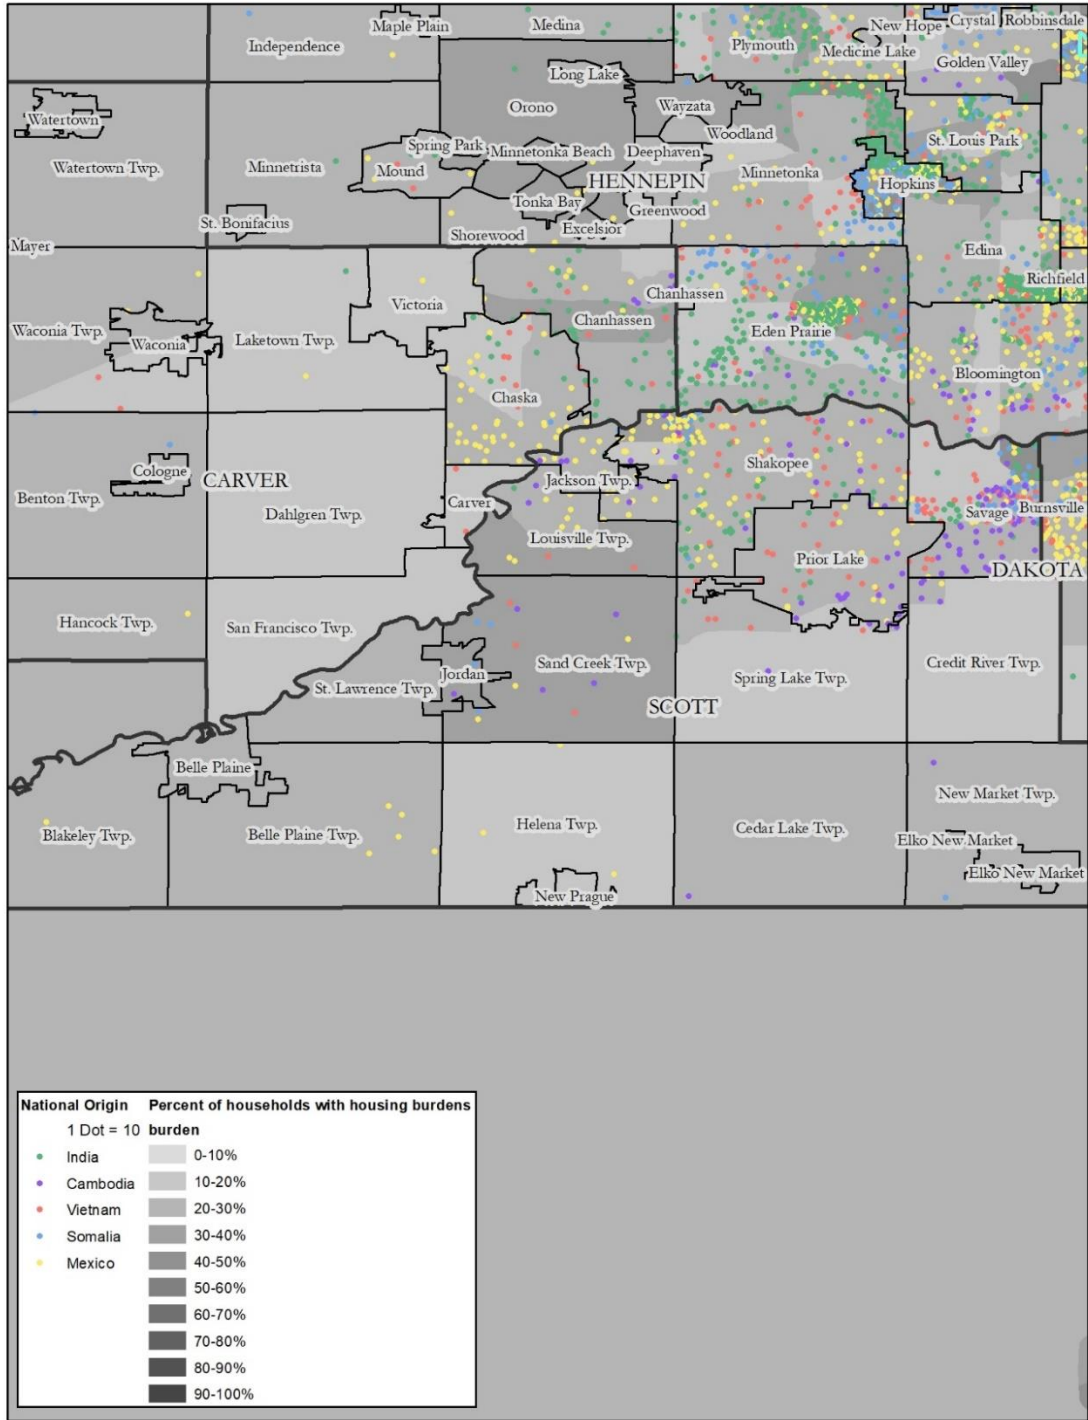 Maple Plain
Medina
New Hope
Crystal
Robbinsdale
Independence
Plymouth
Medicine Lake
Golden Valley
Long Lake
Orono
Wayzata
Watertown
Woodland
St. Louis Park
Spring Park
Minnetonka Beach
Deephaven
Watertown Twp.
Minnetrista
Mound
HENNEPIN
Minnetonka
Hopkins
Tonka Bay
Greenwood
St. Bonifacius
Excelsior
Shorewood
Mayer
Edina
Richfield
Victoria
Chanhassen
Chanhassen
Eden Prairie
Waconia Twp.
Waconia
Laketown Twp.
Bloomington
Chaska
Cologne
CARVER
Shakopee
Jackson Twp.
Benton Twp.
Dahlgren Twp.
Carver
Savage
Burnsville
Louisville Twp.
Prior Lake
DAKOTA
Hancock Twp.
San Francisco Twp.
St. Lawrence Twp.
Jordan
Sand Creek Twp.
Spring Lake Twp.
Credit River Twp.
SCOTT
Belle Plaine
New Market Twp.
Blakeley Twp.
Belle Plaine Twp.
Helena Twp.
Cedar Lake Twp.
Elko New Market
Elko New Market
New Prague
National Origin
1 Dot = 10
India
Cambodia
Vietnam
Somalia
Mexico
Percent of households with housing burdens
burden
0-10%
10-20%
20-30%
30-40%
40-50%
50-60%
60-70%
70-80%
80-90%
90-100%